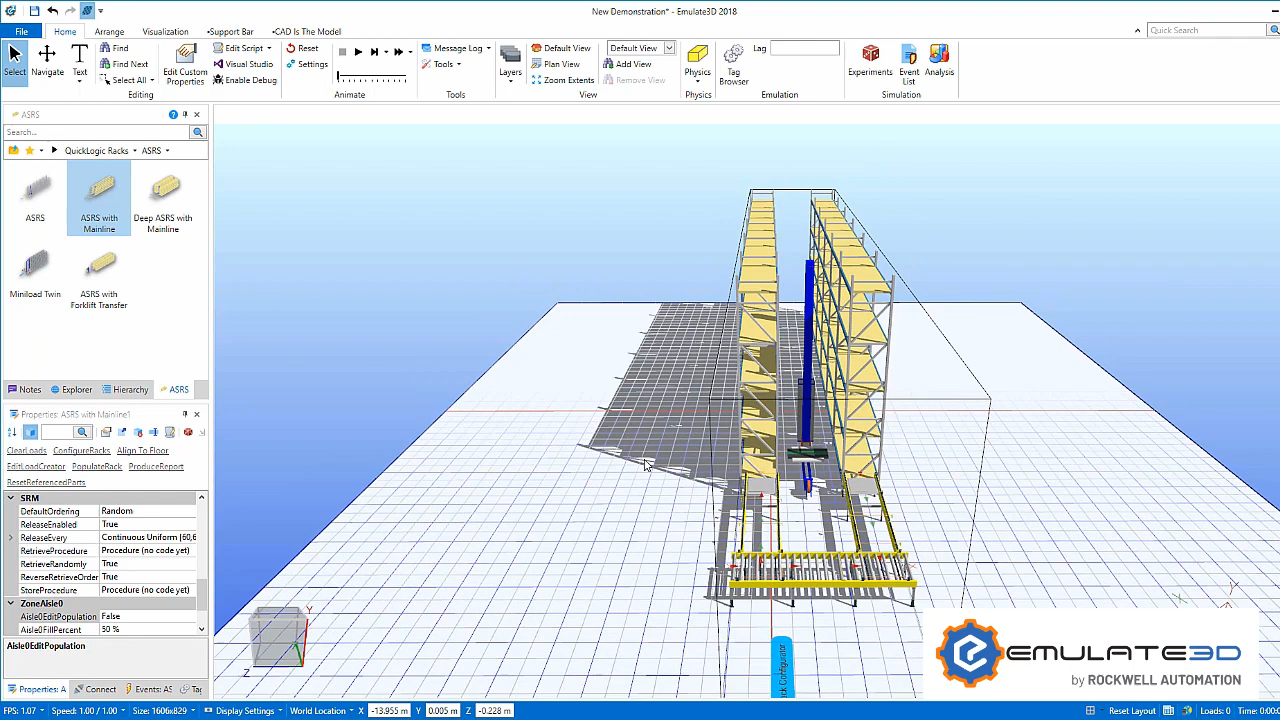 New Demonstration* - Emulate3D 2018
File
Home
Arrange
Visualization
•Support Bar
•CAD Is The Model
Quick Search
Select
Navigate
Text
Find
Find Next
Select All
Edit Custom
Properties
Edit Script
Visual Studio
Enable Debug
Editing
Reset
Settings
Animate
Message Log
Tools
Tools
Layers
Default View
Plan View
Zoom Extents
Default View
Add View
Remove View
View
Physics
Physics
Tag
Browser
Lag
Emulation
Experiments
Event
List
Analysis
Simulation
ASRS
Search...
QuickLogic Racks
ASRS
ASRS
ASRS with
Mainline
Deep ASRS with
Mainline
Miniload Twin
ASRS with
Forklift Transfer
Notes
Explorer
Hierarchy
ASRS
Properties: ASRS with Mainline1
ClearLoads
ConfigureRacks
Align To Floor
EditLoadCreator
PopulateRack
ProduceReport
ResetReferencedParts
SRM
DefaultOrdering Random
ReleaseEnabled True
ReleaseEvery Continuous Uniform (60,6
RetrieveProcedure Procedure (no code yet)
RetrieveRandomly True
ReverseRetrieveOrder True
StoreProcedure Procedure (no code yet)
ZoneAisle0
Aisle0EditPopulation False
Aisle0FillPercent 50 %
Aisle0EditPopulation
Properties: A
Connect
Events: AS
Tag
Y
Z
ck Configurator
EMULATE3D
by ROCKWELL AUTOMATION
FPS: 1.07
Speed: 1.00 / 1.00
Size: 1606x829
Display Settings
World Location
X -13.955 m
Y 0.005 m
Z -0.228 m
Reset Layout
Loads: 0
Time: 0:00:0